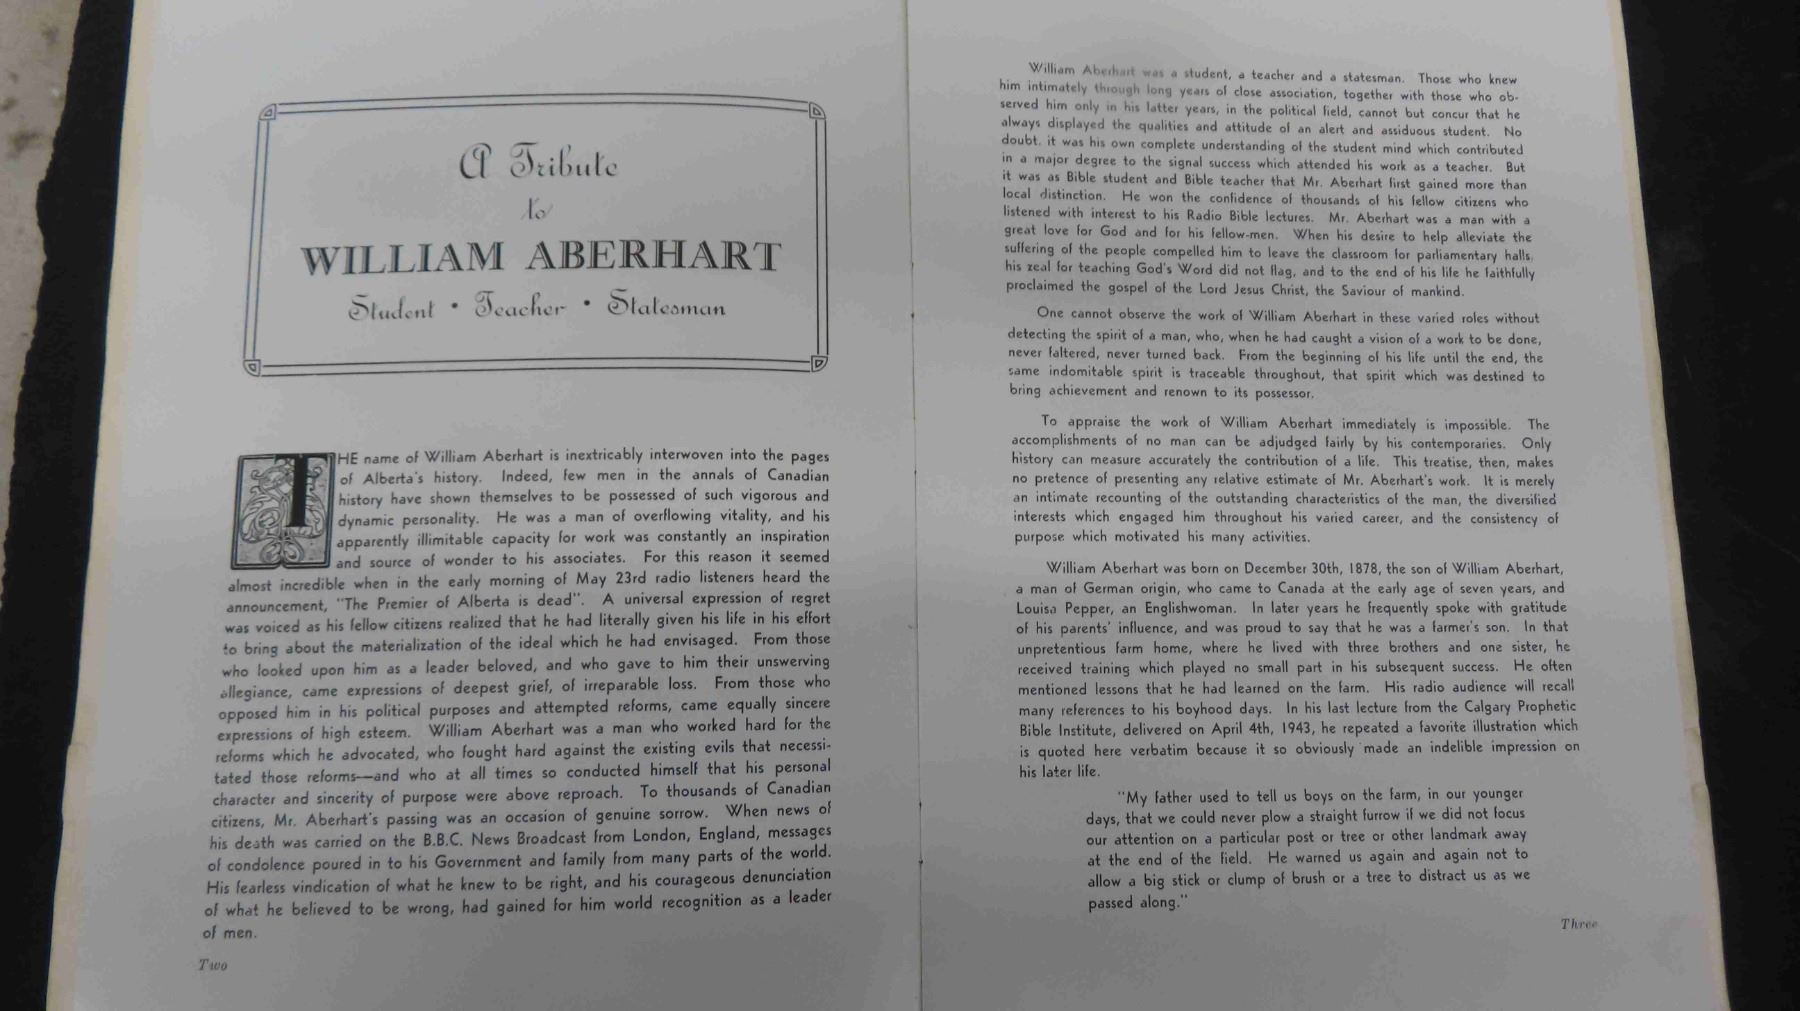 A Tribute
to
WILLIAM ABERHART
Student • Teacher • Statesman
THE name of William Aberhart is inextricably interwoven into the pages
of Alberta's history. Indeed, few men in the annals of Canadian
history have shown themselves to be possessed of such vigorous and
dynamic personality. He was a man of overflowing vitality, and his
apparently illimitable capacity for work was constantly an inspiration
and source of wonder to his associates. For this reason it seemed
almost incredible when in the early morning of May 23rd radio listeners heard the
announcement, "The Premier of Alberta is dead". A universal expression of regret
was voiced as his fellow citizens realized that he had literally given his life in his effort
to bring about the materialization of the ideal which he had envisaged. From those
who looked upon him as a leader beloved, and who gave to him their unswerving
allegiance, came expressions of deepest grief, of irreparable loss. From those who
opposed him in his political purposes and attempted reforms, came equally sincere
expressions of high esteem. William Aberhart was a man who worked hard for the
reforms which he advocated, who fought hard against the existing evils that necessi-
tated those reforms—and who at all times so conducted himself that his personal
character and sincerity of purpose were above reproach. To thousands of Canadian
citizens, Mr. Aberhart's passing was an occasion of genuine sorrow. When news of
his death was carried on the B.B.C. News Broadcast from London, England, messages
of condolence poured in to his Government and family from many parts of the world.
His fearless vindication of what he knew to be right, and his courageous denunciation
of what he believed to be wrong, had gained for him world recognition as a leader
of men.
Two
William Aberhart was a student, a teacher and a statesman. Those who knew
him intimately through long years of close association, together with those who ob-
served him only in his latter years, in the political field, cannot but concur that he
always displayed the qualities and attitude of an alert and assiduous student. No
doubt, it was his own complete understanding of the student mind which contributed
in a major degree to the signal success which attended his work as a teacher. But
it was as Bible student and Bible teacher that Mr. Aberhart first gained more than
local distinction. He won the confidence of thousands of his fellow citizens who
listened with interest to his Radio Bible lectures. Mr. Aberhart was a man with a
great love for God and for his fellow-men. When his desire to help alleviate the
suffering of the people compelled him to leave the classroom for parliamentary halls,
his zeal for teaching God's Word did not flag, and to the end of his life he faithfully
proclaimed the gospel of the Lord Jesus Christ, the Saviour of mankind.
One cannot observe the work of William Aberhart in these varied roles without
detecting the spirit of a man, who, when he had caught a vision of a work to be done,
never faltered, never turned back. From the beginning of his life until the end, the
same indomitable spirit is traceable throughout, that spirit which was destined to
bring achievement and renown to its possessor.
To appraise the work of William Aberhart immediately is impossible. The
accomplishments of no man can be adjudged fairly by his contemporaries. Only
history can measure accurately the contribution of a life. This treatise, then, makes
no pretence of presenting any relative estimate of Mr. Aberhart's work. It is merely
an intimate recounting of the outstanding characteristics of the man, the diversified
interests which engaged him throughout his varied career, and the consistency of
purpose which motivated his many activities.
William Aberhart was born on December 30th, 1878, the son of William Aberhart,
a man of German origin, who came to Canada at the early age of seven years, and
Louisa Pepper, an Englishwoman. In later years he frequently spoke with gratitude
of his parents' influence, and was proud to say that he was a farmer's son. In that
unpretentious farm home, where he lived with three brothers and one sister, he
received training which played no small part in his subsequent success. He often
mentioned lessons that he had learned on the farm. His radio audience will recall
many references to his boyhood days. In his last lecture from the Calgary Prophetic
Bible Institute, delivered on April 4th, 1943, he repeated a favorite illustration which
is quoted here verbatim because it so obviously made an indelible impression on
his later life.
"My father used to tell us boys on the farm, in our younger
days, that we could never plow a straight furrow if we did not focus
our attention on a particular post or tree or other landmark away
at the end of the field. He warned us again and again not to
allow a big stick or clump of brush or a tree to distract us as we
passed along."
Three